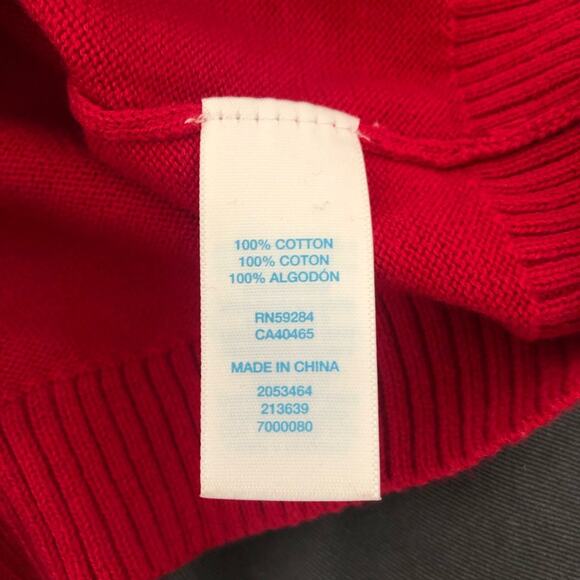 100% COTTON
100% COTON
100% ALGODÓN
RN59284
CA40465
MADE IN CHINA
2053464
213639
7000080